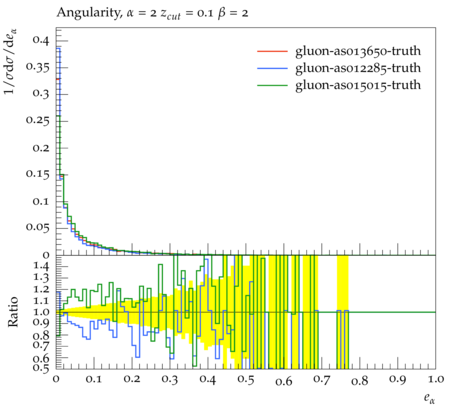 Angularity, α = 2 z_cut = 0.1 β = 2
1/σdσ/de_α
gluon-as013650-truth
gluon-as012285-truth
gluon-as015015-truth
0.4
0.35
0.3
0.25
0.2
0.15
0.1
0.05
0
Ratio
1.4
1.3
1.2
1.1
1.0
0.9
0.8
0.7
0.6
0.5
0 0.1 0.2 0.3 0.4 0.5 0.6 0.7 0.8 0.9 1.0
e_α